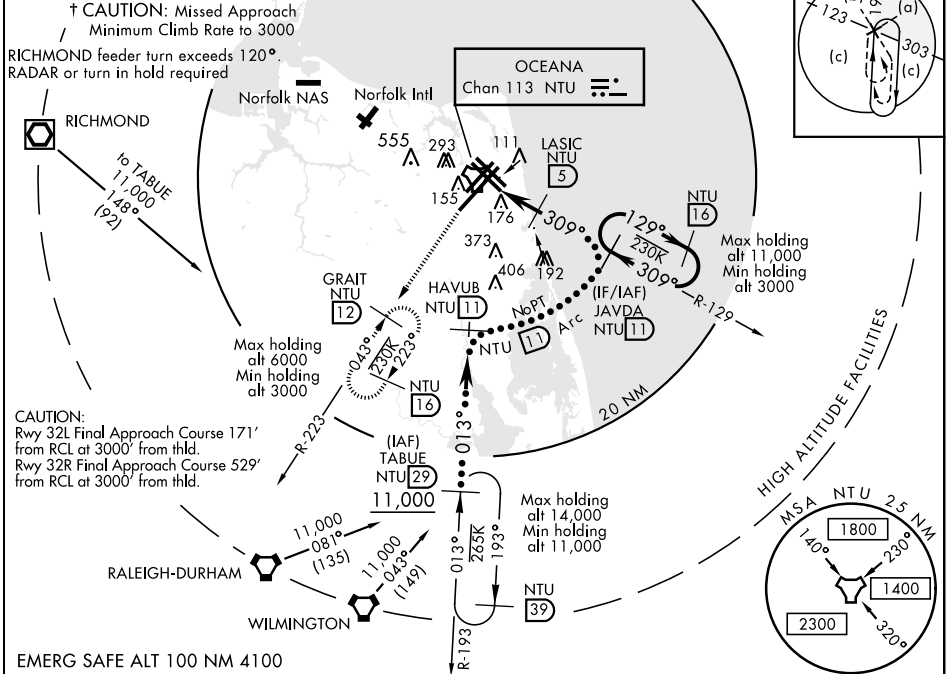 † CAUTION: Missed Approach
Minimum Climb Rate to 3000
RICHMOND feeder turn exceeds 120°.
RADAR or turn in hold required
Norfolk NAS
Norfolk Intl
OCEANA
Chan 113 NTU
123
(a)
303
(c)
(c)
RICHMOND
to TABUE
11,000
148°
(92)
555
293
111
155
176
LASIC
NTU
5
309°
129°
230K
309°
NTU
16
Max holding
alt 11,000
Min holding
alt 3000
R-129
373
406
192
(IF/IAF)
JAVDA
NTU 11
GRAIT
NTU
12
HAVUB
NTU 11
NoPT
NTU 11 Arc
Max holding
alt 6000
Min holding
alt 3000
043°
230K
223°
NTU
16
R-223
20 NM
HIGH ALTITUDE FACILITIES
CAUTION:
Rwy 32L Final Approach Course 171'
from RCL at 3000' from thld.
Rwy 32R Final Approach Course 529'
from RCL at 3000' from thld.
(IAF)
TABUE
NTU 29
11,000
013°
013°
265K
193°
Max holding
alt 14,000
Min holding
alt 11,000
NTU
39
R-193
11,000
081°
(135)
RALEIGH-DURHAM
11,000
043°
(149)
WILMINGTON
MSA NTU 25 NM
1800
140°
230°
1400
2300
320°
EMERG SAFE ALT 100 NM 4100